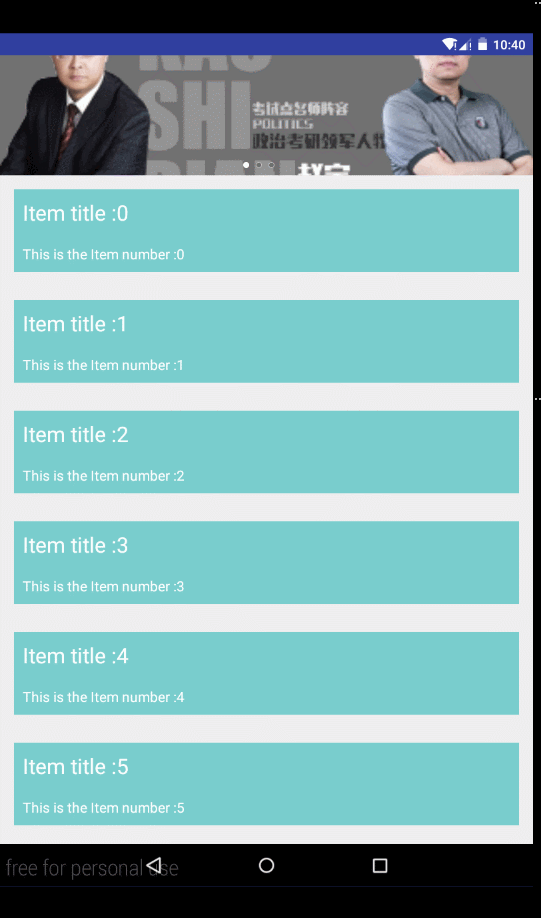 10:40
KAO
SHI
DIAN
考试点名师阵容
POLITICS
政治考研领军人物
Item title :0
This is the Item number :0
Item title :1
This is the Item number :1
Item title :2
This is the Item number :2
Item title :3
This is the Item number :3
Item title :4
This is the Item number :4
Item title :5
This is the Item number :5
free for personal use